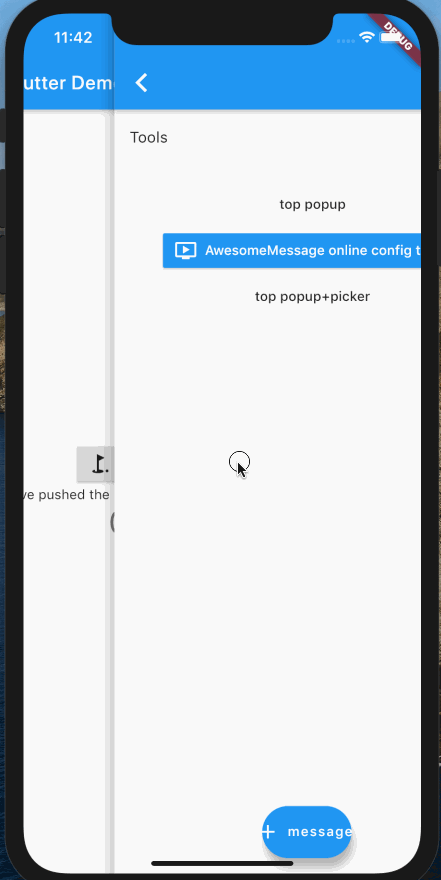 11:42
DEBUG
utter Dem
Tools
top popup
AwesomeMessage online config t
top popup+picker
ve pushed the
+ message